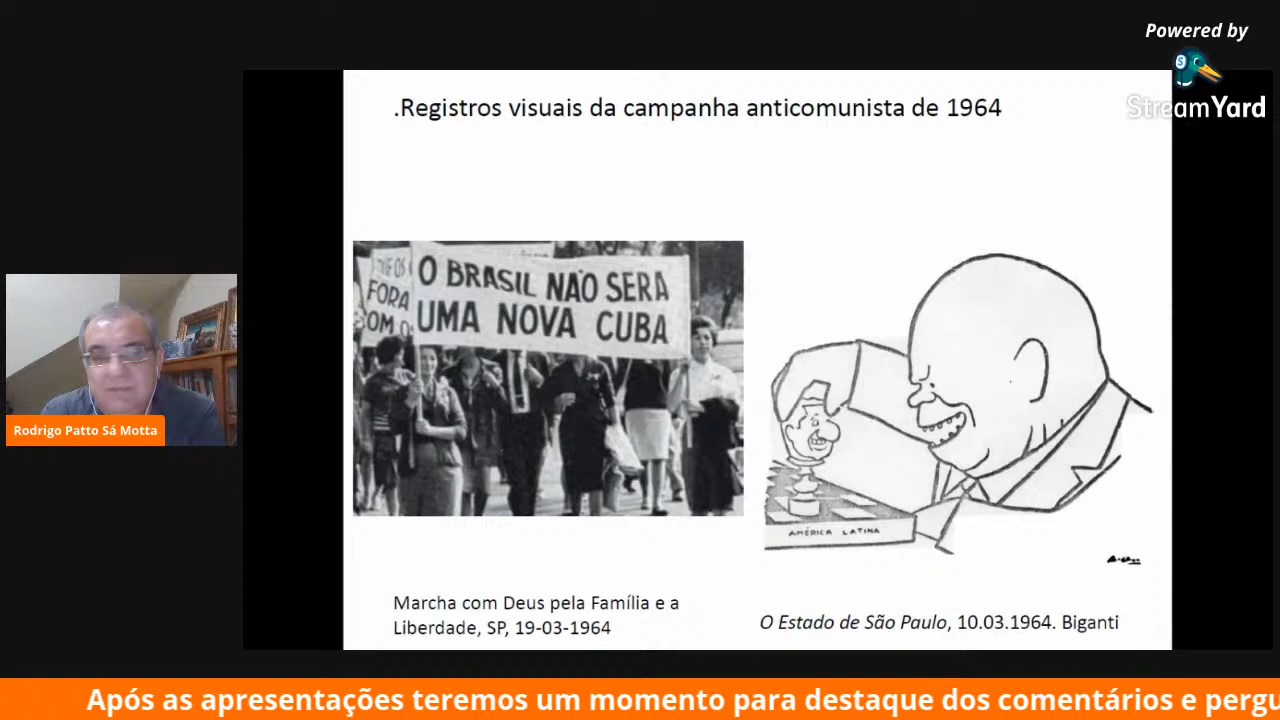 Powered by
StreamYard
.Registros visuais da campanha anticomunista de 1964
FORA
O BRASIL NÃO SERA
UMA NOVA CUBA
AMÉRICA LATINA
Marcha com Deus pela Família e a
Liberdade, SP, 19-03-1964
O Estado de São Paulo, 10.03.1964. Biganti
Rodrigo Patto Sá Motta
Após as apresentações teremos um momento para destaque dos comentários e pergu